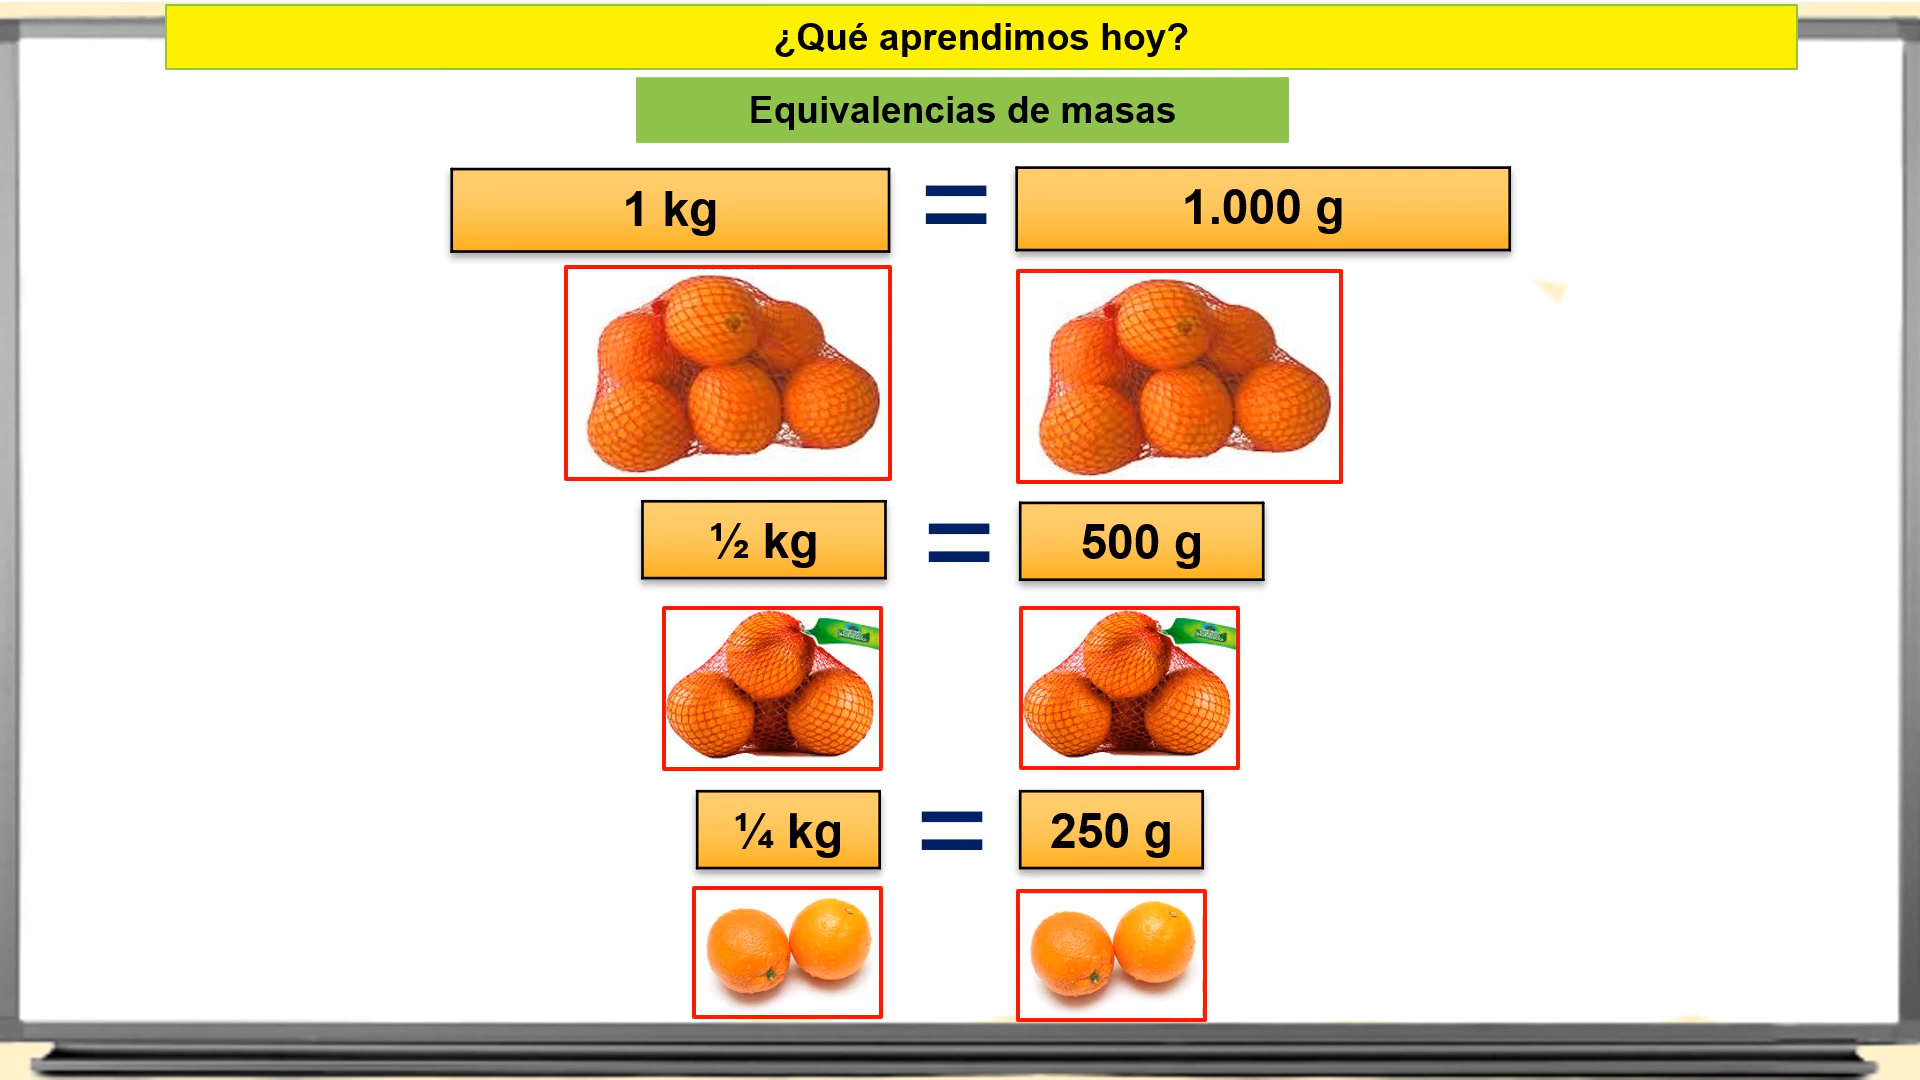 ¿Qué aprendimos hoy?
Equivalencias de masas
1 kg = 1.000 g
½ kg = 500 g
¼ kg = 250 g